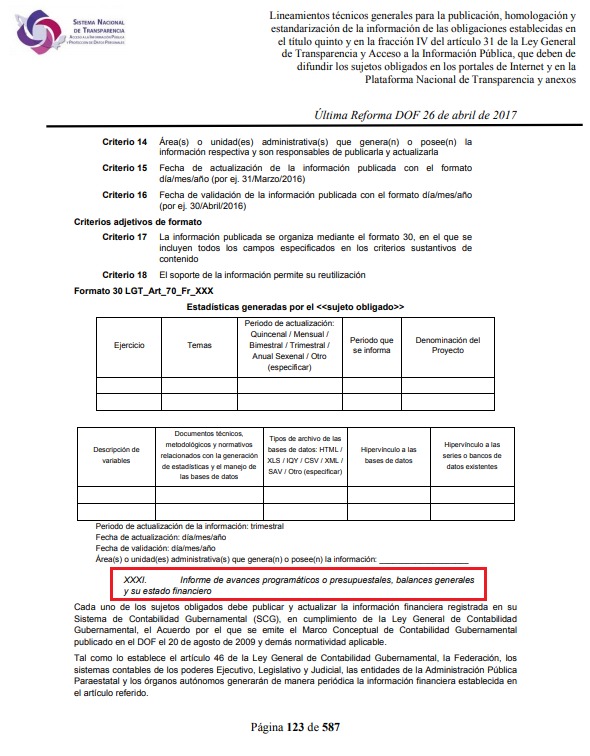 SISTEMA NACIONAL
DE TRANSPARENCIA
ACCESO A LA INFORMACIÓN PÚBLICA
Y PROTECCIÓN DE DATOS PERSONALES
Lineamientos técnicos generales para la publicación, homologación y
estandarización de la información de las obligaciones establecidas en
el título quinto y en la fracción IV del artículo 31 de la Ley General
de Transparencia y Acceso a la Información Pública, que deben de
difundir los sujetos obligados en los portales de Internet y en la
Plataforma Nacional de Transparencia y anexos
Última Reforma DOF 26 de abril de 2017
Criterio 14 Área(s) o unidad(es) administrativa(s) que genera(n) o posee(n) la
información respectiva y son responsables de publicarla y actualizarla
Criterio 15 Fecha de actualización de la información publicada con el formato
día/mes/año (por ej. 31/Marzo/2016)
Criterio 16 Fecha de validación de la información publicada con el formato día/mes/año
(por ej. 30/Abril/2016)
Criterios adjetivos de formato
Criterio 17 La información publicada se organiza mediante el formato 30, en el que se
incluyen todos los campos especificados en los criterios sustantivos de
contenido
Criterio 18 El soporte de la información permite su reutilización
Formato 30 LGT_Art_70_Fr_XXX
Estadísticas generadas por el <<sujeto obligado>>
Ejercicio
Temas
Periodo de actualización:
Quincenal / Mensual /
Bimestral / Trimestral /
Anual Sexenal / Otro
(especificar)
Periodo que
se informa
Denominación del
Proyecto
Descripción de
variables
Documentos técnicos,
metodológicos y normativos
relacionados con la generación
de estadísticas y el manejo de
las bases de datos
Tipos de archivo de las
bases de datos: HTML /
XLS / IQY / CSV / XML /
SAV / Otro (especificar)
Hipervínculo a las
bases de datos
Hipervínculo a las
series o bancos de
datos existentes
Periodo de actualización de la información: trimestral
Fecha de actualización: día/mes/año
Fecha de validación: día/mes/año
Área(s) o unidad(es) administrativa(s) que genera(n) o posee(n) la información: ____________________
XXXI. Informe de avances programáticos o presupuestales, balances generales
y su estado financiero
Cada uno de los sujetos obligados debe publicar y actualizar la información financiera registrada en su
Sistema de Contabilidad Gubernamental (SCG), en cumplimiento de la Ley General de Contabilidad
Gubernamental, el Acuerdo por el que se emite el Marco Conceptual de Contabilidad Gubernamental
publicado en el DOF el 20 de agosto de 2009 y demás normatividad aplicable.
Tal como lo establece el artículo 46 de la Ley General de Contabilidad Gubernamental, la Federación, los
sistemas contables de los poderes Ejecutivo, Legislativo y Judicial, las entidades de la Administración Pública
Paraestatal y los órganos autónomos generarán de manera periódica la información financiera establecida en
el artículo referido.
Página 123 de 587